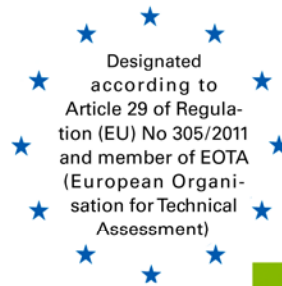 Designated
according to
Article 29 of Regula-
tion (EU) No 305/2011
and member of EOTA
(European Organi-
sation for Technical
Assessment)